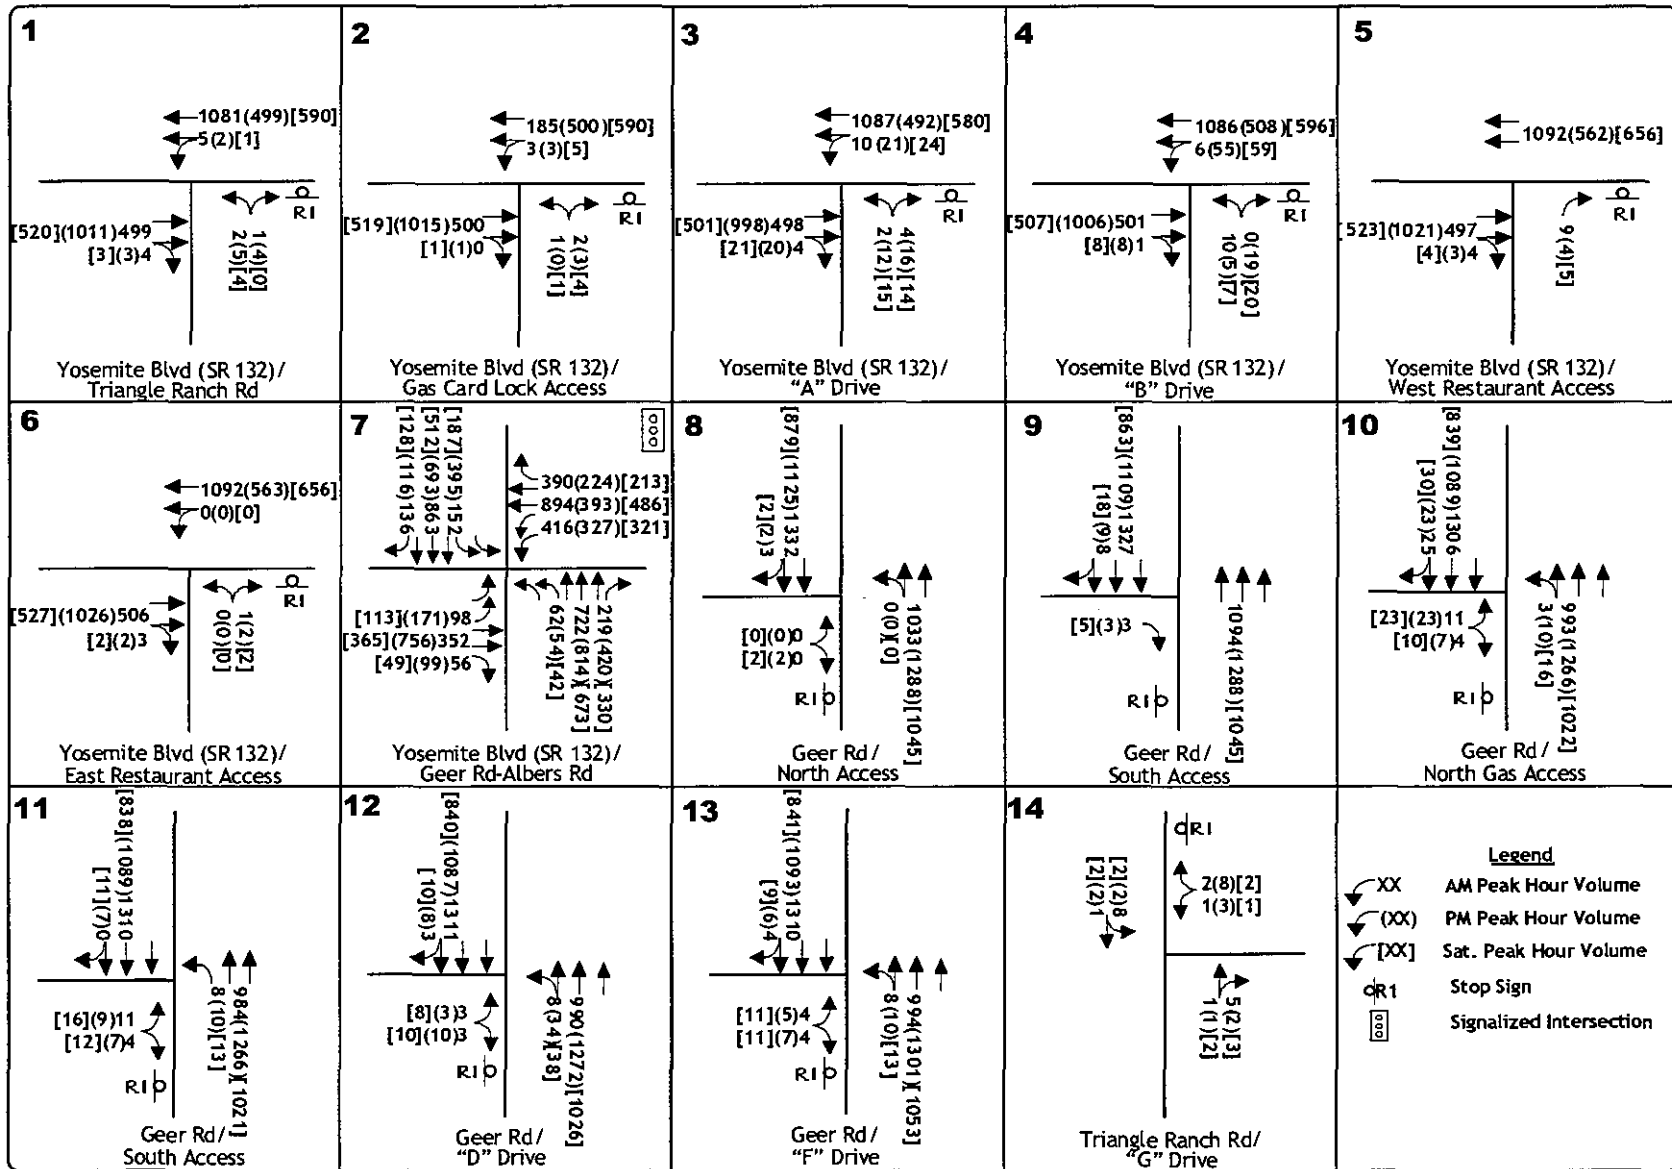 1
1081(499)[590]
5(2)[1]
[520](1011)499
[3](3)4
1(4)[0]
2(5)[4]
R1
Yosemite Blvd (SR 132)/
Triangle Ranch Rd
2
185(500)[590]
3(3)[5]
[519](1015)500
[1](1)0
2(3)[4]
1(0)[1]
R1
Yosemite Blvd (SR 132)/
Gas Card Lock Access
3
1087(492)[580]
10(21)[24]
[501](998)498
[21](20)4
4(16)[14]
2(12)[15]
R1
Yosemite Blvd (SR 132)/
"A" Drive
4
1086(508)[596]
6(55)[59]
[507](1006)501
[8](8)1
0(19)[20]
10(5)[7]
R1
Yosemite Blvd (SR 132)/
"B" Drive
5
1092(562)[656]
[523](1021)497
[4](3)4
9(4)[5]
R1
Yosemite Blvd (SR 132)/
West Restaurant Access
6
1092(563)[656]
0(0)[0]
[527](1026)506
[2](2)3
1(2)[2]
0(0)[0]
R1
Yosemite Blvd (SR 132)/
East Restaurant Access
7
[187](395)152
[512](693)863
[128](116)136
390(224)[213]
894(393)[486]
416(327)[321]
[113](171)98
[365](756)352
[49](99)56
219(420)[330]
722(814)[673]
62(54)[42]
Yosemite Blvd (SR 132)/
Geer Rd-Albers Rd
8
[879](1125)1332
[2](2)3
[0](0)0
[2](2)0
1033(1288)[1045]
0(0)[0]
R1
Geer Rd/
North Access
9
[863](1109)1327
[18](9)8
[5](3)3
1094(1288)[1045]
R1
Geer Rd/
South Access
10
[839](1089)1306
[30](23)25
[23](23)11
[10](7)4
993(1266)[1022]
3(10)[16]
R1
Geer Rd/
North Gas Access
11
[838](1089)1310
[11](7)0
[16](9)11
[12](7)4
984(1266)[1021]
8(10)[13]
R1
Geer Rd/
South Access
12
[840](1087)1311
[10](8)3
[8](3)3
[10](10)3
990(1272)[1026]
8(34)[38]
R1
Geer Rd/
"D" Drive
13
[841](1093)1310
[9](6)4
[11](5)4
[11](7)4
994(1301)[1053]
8(10)[13]
R1
Geer Rd/
"F" Drive
14
R1
[2](2)8
[2](2)1
2(8)[2]
1(3)[1]
5(2)[3]
1(1)[2]
Triangle Ranch Rd/
"G" Drive
Legend
XX AM Peak Hour Volume
(XX) PM Peak Hour Volume
[XX] Sat. Peak Hour Volume
R1 Stop Sign
Signalized Intersection